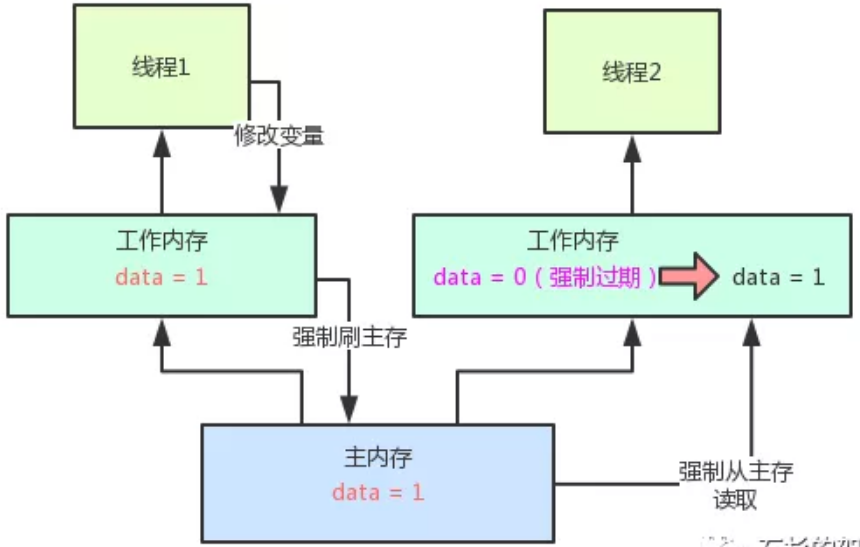 线程1
线程2
修改变量
工作内存
data = 1
工作内存
data = 0 ( 强制过期 )
data = 1
强制刷主存
主内存
data = 1
强制从主存
读取